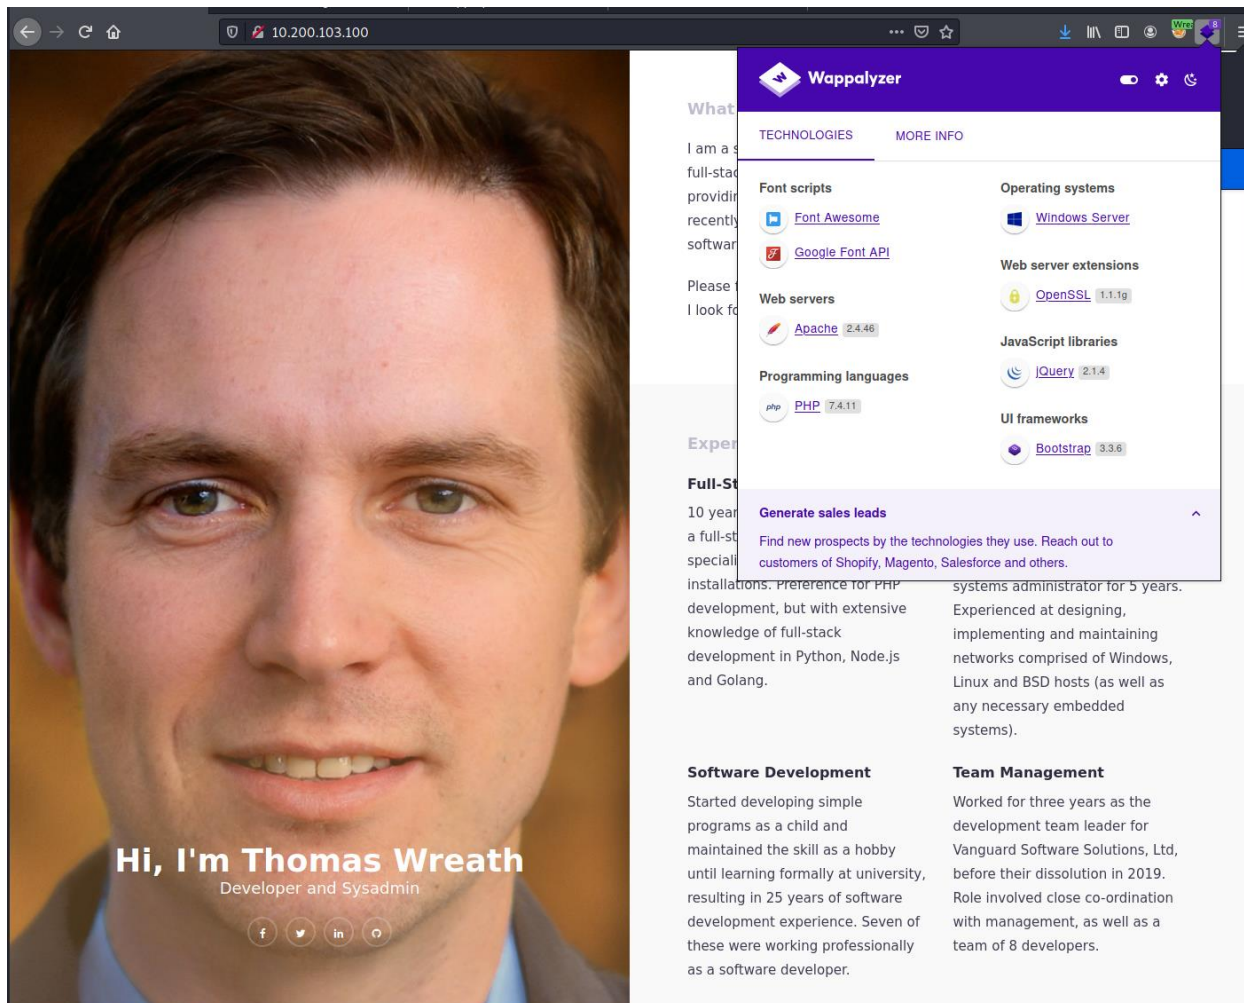 10.200.103.100
Wappalyzer
TECHNOLOGIES
MORE INFO
Font scripts
Font Awesome
Google Font API
Web servers
Apache 2.4.46
Programming languages
php PHP 7.4.11
Operating systems
Windows Server
Web server extensions
OpenSSL 1.1.1g
JavaScript libraries
jQuery 2.1.4
UI frameworks
Bootstrap 3.3.6
Generate sales leads
Find new prospects by the technologies they use. Reach out to
customers of Shopify, Magento, Salesforce and others.
Hi, I'm Thomas Wreath
Developer and Sysadmin
What
I am a
full-stac
providin
recently
softwar
Please
I look fo
Exper
Full-St
10 year
a full-st
speciali
installations. Preference for PHP
development, but with extensive
knowledge of full-stack
development in Python, Node.js
and Golang.
systems administrator for 5 years.
Experienced at designing,
implementing and maintaining
networks comprised of Windows,
Linux and BSD hosts (as well as
any necessary embedded
systems).
Software Development
Started developing simple
programs as a child and
maintained the skill as a hobby
until learning formally at university,
resulting in 25 years of software
development experience. Seven of
these were working professionally
as a software developer.
Team Management
Worked for three years as the
development team leader for
Vanguard Software Solutions, Ltd,
before their dissolution in 2019.
Role involved close co-ordination
with management, as well as a
team of 8 developers.